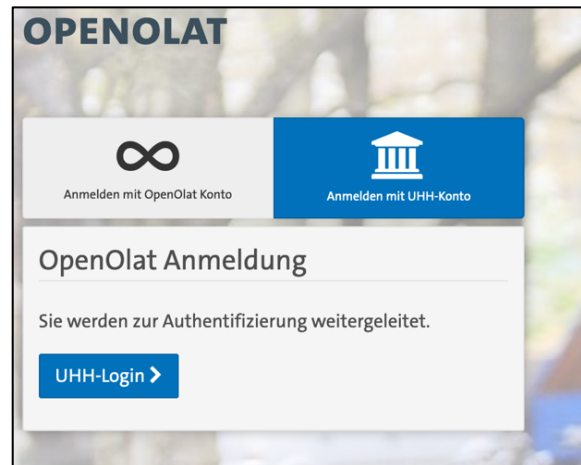 OPENOLAT
Anmelden mit OpenOlat Konto
Anmelden mit UHH-Konto
OpenOlat Anmeldung
Sie werden zur Authentifizierung weitergeleitet.
UHH-Login